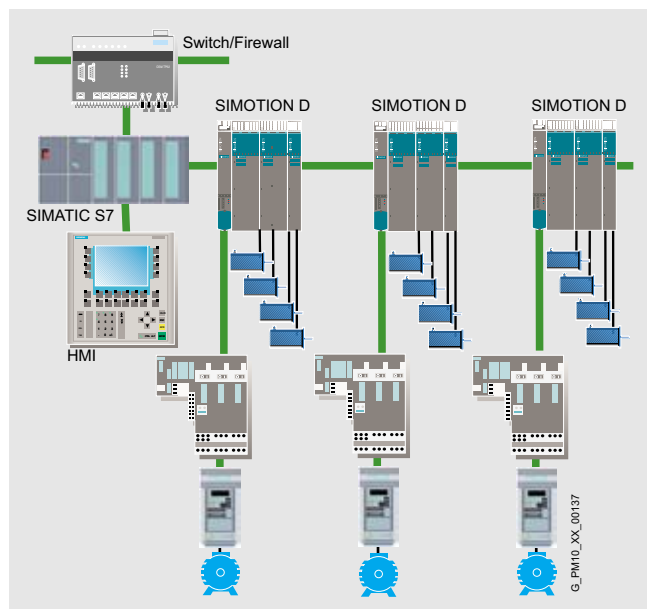 Switch/Firewall
SIMOTION D
SIMOTION D
SIMOTION D
SIMATIC S7
HMI
G_PM10_XX_00137